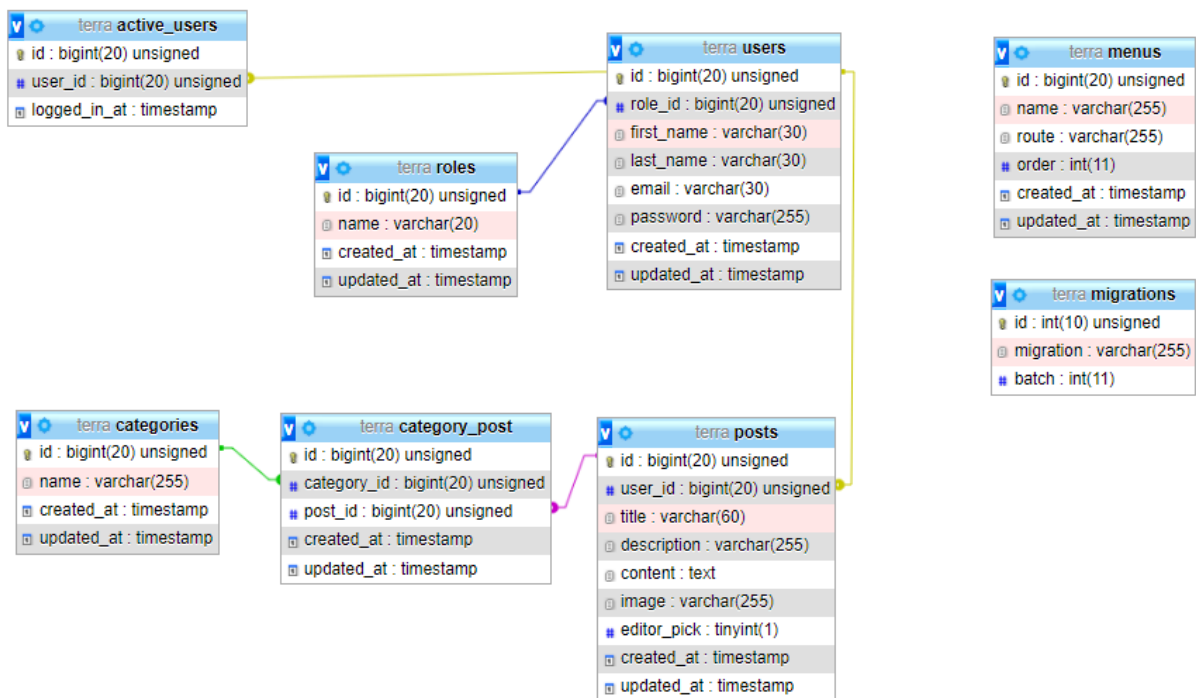 terra active_users
id : bigint(20) unsigned
user_id : bigint(20) unsigned
logged_in_at : timestamp
terra users
id : bigint(20) unsigned
role_id : bigint(20) unsigned
first_name : varchar(30)
last_name : varchar(30)
email : varchar(30)
password : varchar(255)
created_at : timestamp
updated_at : timestamp
terra menus
id : bigint(20) unsigned
name : varchar(255)
route : varchar(255)
order : int(11)
created_at : timestamp
updated_at : timestamp
terra roles
id : bigint(20) unsigned
name : varchar(20)
created_at : timestamp
updated_at : timestamp
terra migrations
id : int(10) unsigned
migration : varchar(255)
batch : int(11)
terra categories
id : bigint(20) unsigned
name : varchar(255)
created_at : timestamp
updated_at : timestamp
terra category_post
id : bigint(20) unsigned
category_id : bigint(20) unsigned
post_id : bigint(20) unsigned
created_at : timestamp
updated_at : timestamp
terra posts
id : bigint(20) unsigned
user_id : bigint(20) unsigned
title : varchar(60)
description : varchar(255)
content : text
image : varchar(255)
editor_pick : tinyint(1)
created_at : timestamp
updated_at : timestamp